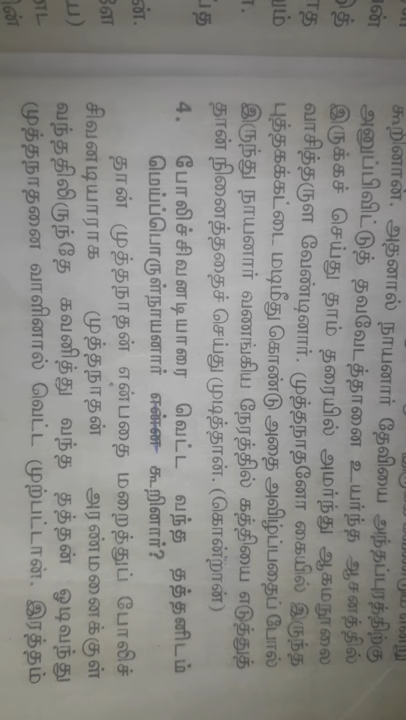 கூறினான். அதனால் நாயனார் தேவியை அந்தப்புரத்திற்கு
அனுப்பிவிட்டுத் தவவேடத்தானை உயர்ந்த ஆசனத்தில்
இருக்கச் செய்து தாம் தரையில் அமர்ந்து ஆகமநூலை
வாசித்தருள வேண்டினார். முத்தநாதனோ கையில் இருந்த
புத்தகக்கட்டை மடிமீது கொண்டு அதை அவிழ்ப்பதைப் போல்
இருந்து நாயனார் வணங்கிய நேரத்தில் கத்தியை எடுத்துத்
தான் நினைத்ததைச் செய்து முடித்தான். (கொன்றான்)
4. போலிச்சிவனடியாரை வெட்ட வந்த தத்தனிடம்
மெய்ப்பொருள்நாயனார் என்ன கூறினார்?
தான் முத்தநாதன் என்பதை மறைத்துப் போலிச்
சிவனடியாராக முத்தநாதன் அரண்மனைக்குள்
வந்ததிலிருந்தே கவனித்து வந்த தத்தன் ஓடிவந்து
முத்தநாதனை வாளினால் வெட்ட முற்பட்டான். இரத்தம்